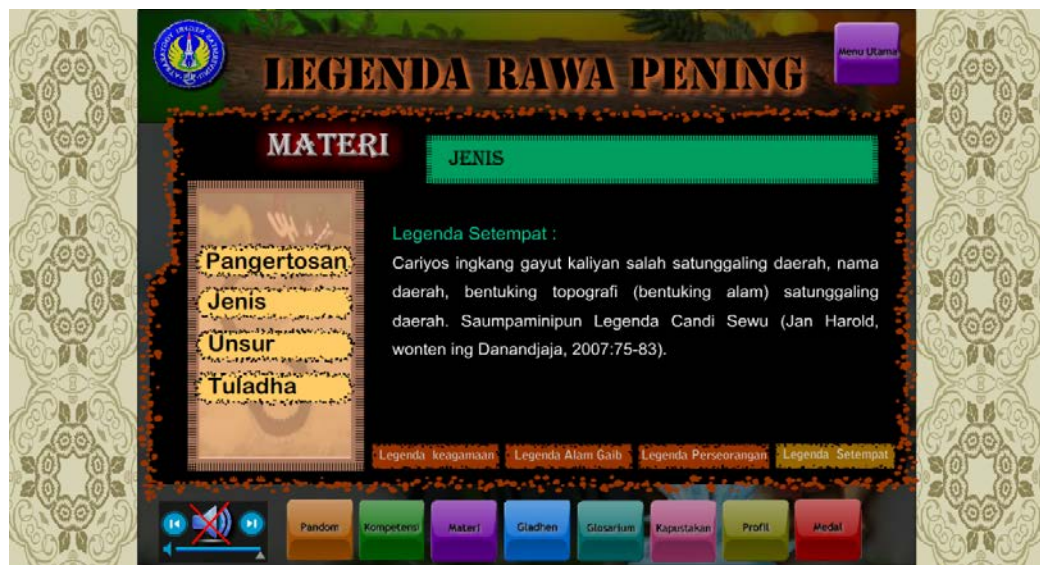 LEGENDA RAWA PENING
Menu Utama
MATERI
JENIS
Pangertosan
Jenis
Unsur
Tuladha
Legenda Setempat :
Cariyos ingkang gayut kaliyan salah satunggaling daerah, nama
daerah, bentuking topografi (bentuking alam) satunggaling
daerah. Saumpaminipun Legenda Candi Sewu (Jan Harold,
wonten ing Danandjaja, 2007:75-83).
Legenda keagamaan
Legenda Alam Gaib
Legenda Perseorangan
Legenda Setempat
Pandom
Kompetensi
Materi
Gladhen
Glosarium
Kapustakan
Profil
Medal